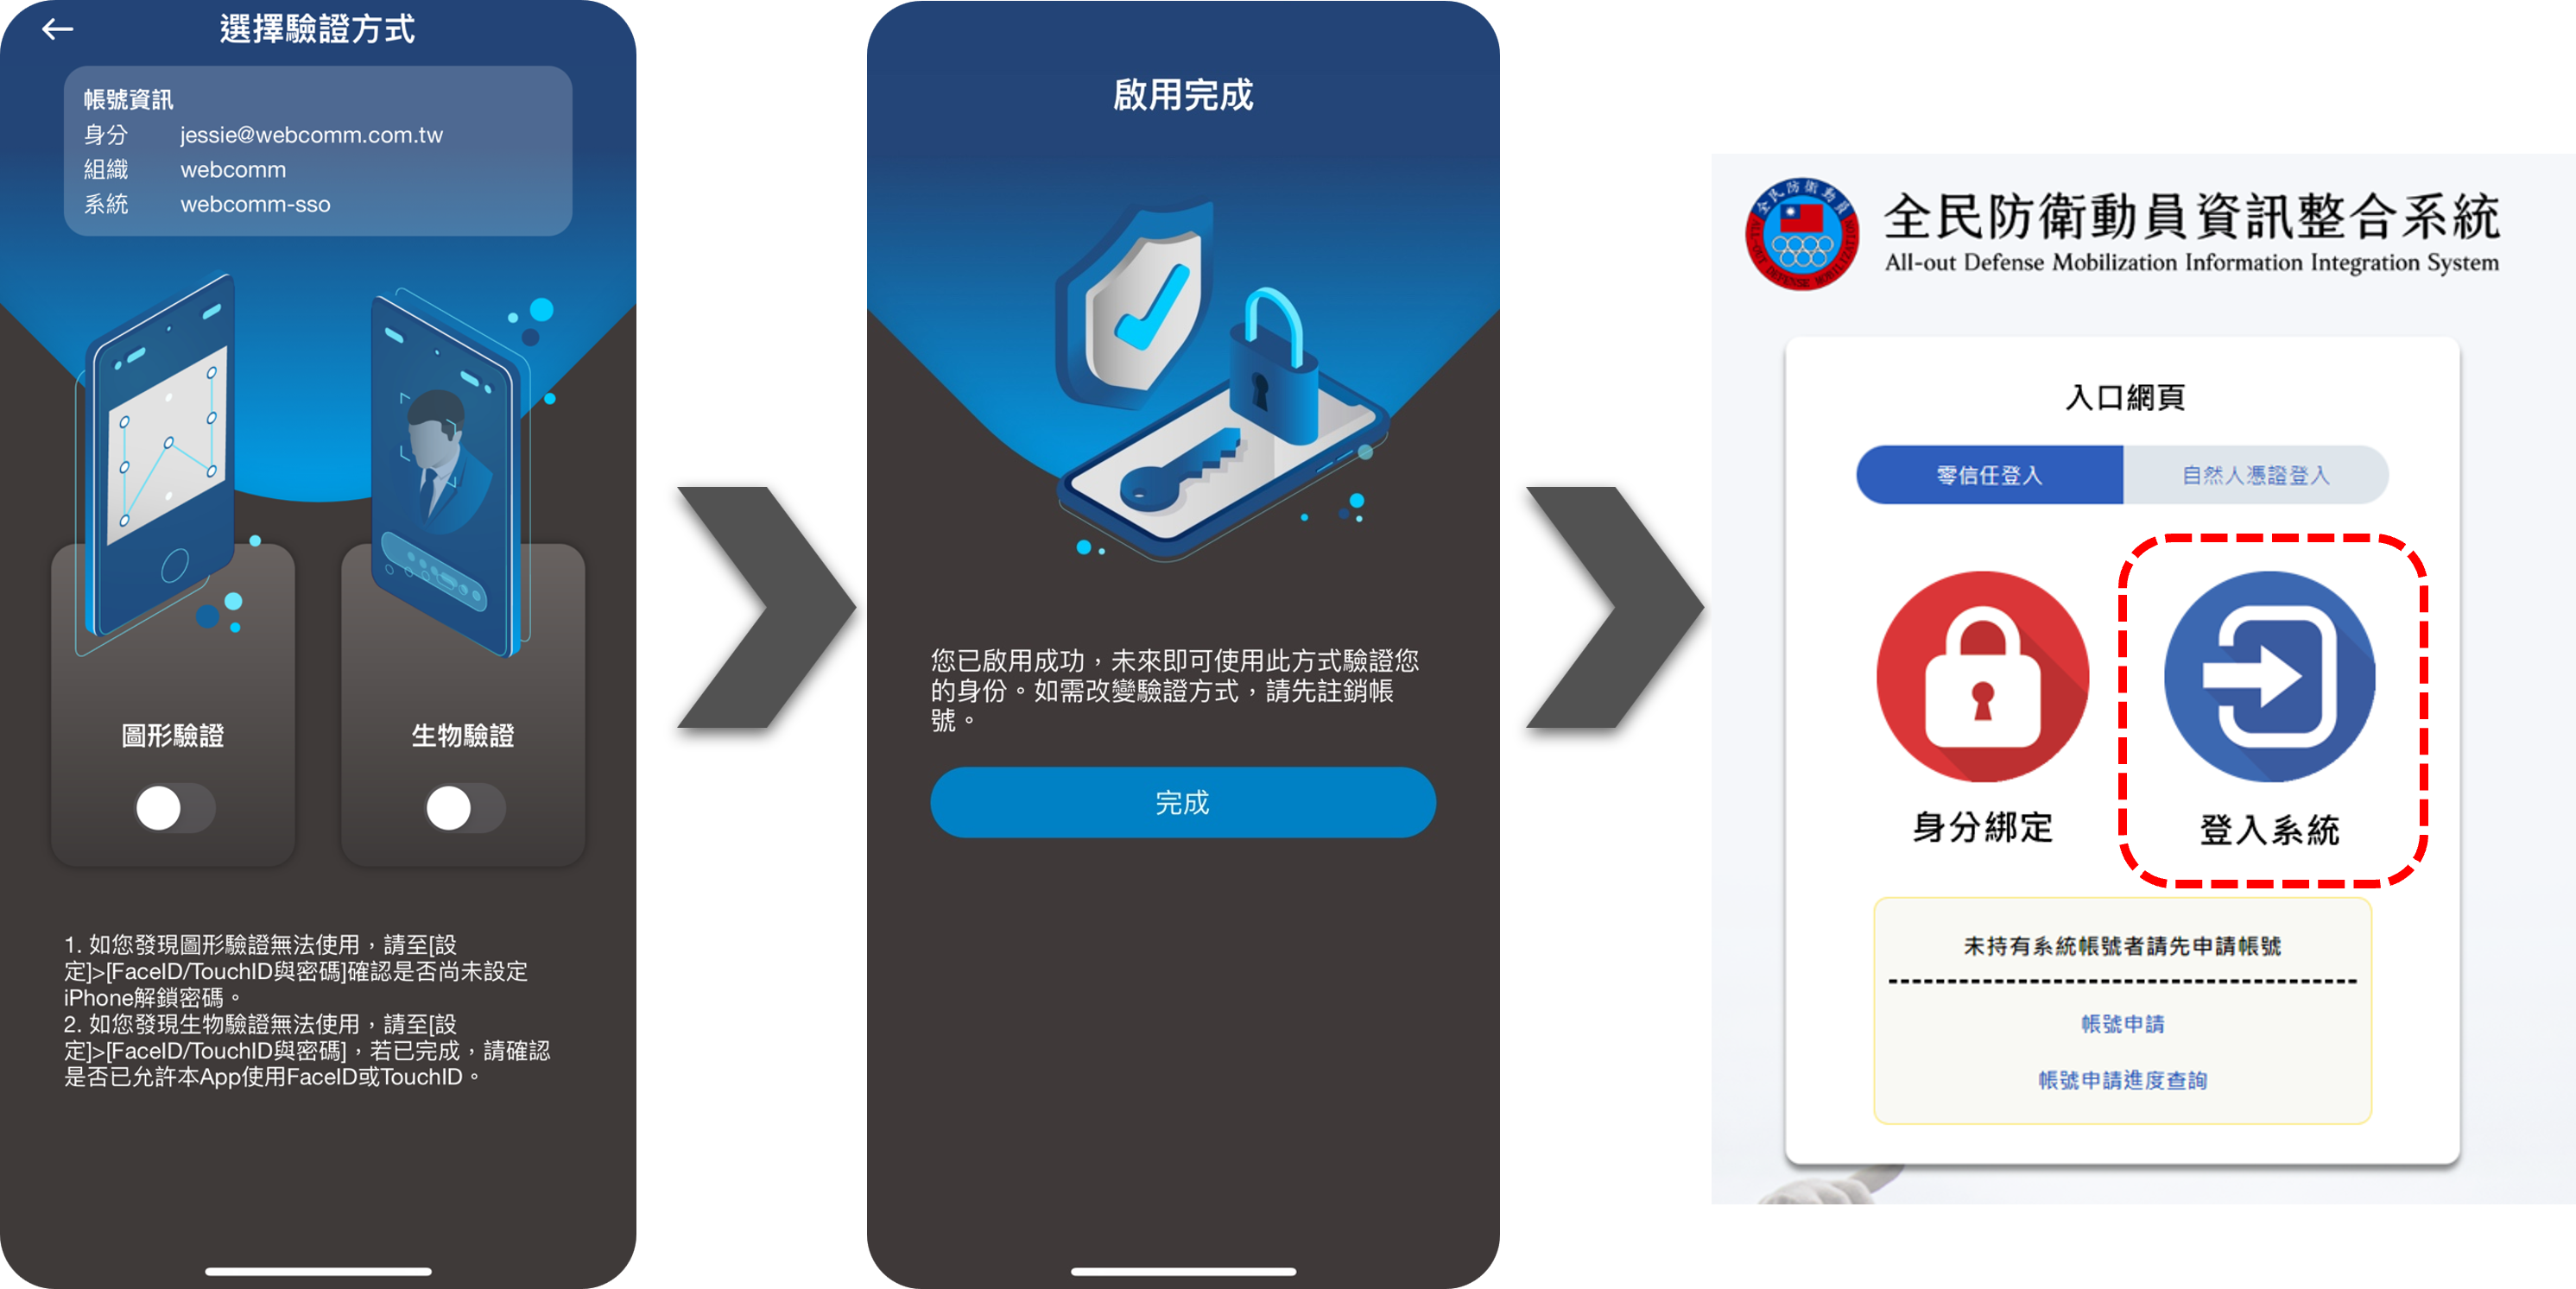 選擇驗證方式
帳號資訊
身分 jessie@webcomm.com.tw
組織 webcomm
系統 webcomm-sso
圖形驗證
生物驗證
1. 如您發現圖形驗證無法使用，請至[設
定]>[FaceID/TouchID與密碼]確認是否尚未設定
iPhone解鎖密碼。
2. 如您發現生物驗證無法使用，請至[設
定]>[FaceID/TouchID與密碼]，若已完成，請確認
是否已允許本App使用FaceID或TouchID。
啟用完成
您已啟用成功，未來即可使用此方式驗證您
的身份。如需改變驗證方式，請先註銷帳
號。
完成
全民防衛動員
ALL-OUT DEFENSE MOBILIZATION
全民防衛動員資訊整合系統
All-out Defense Mobilization Information Integration System
入口網頁
零信任登入
自然人憑證登入
身分綁定
登入系統
未持有系統帳號者請先申請帳號
帳號申請
帳號申請進度查詢